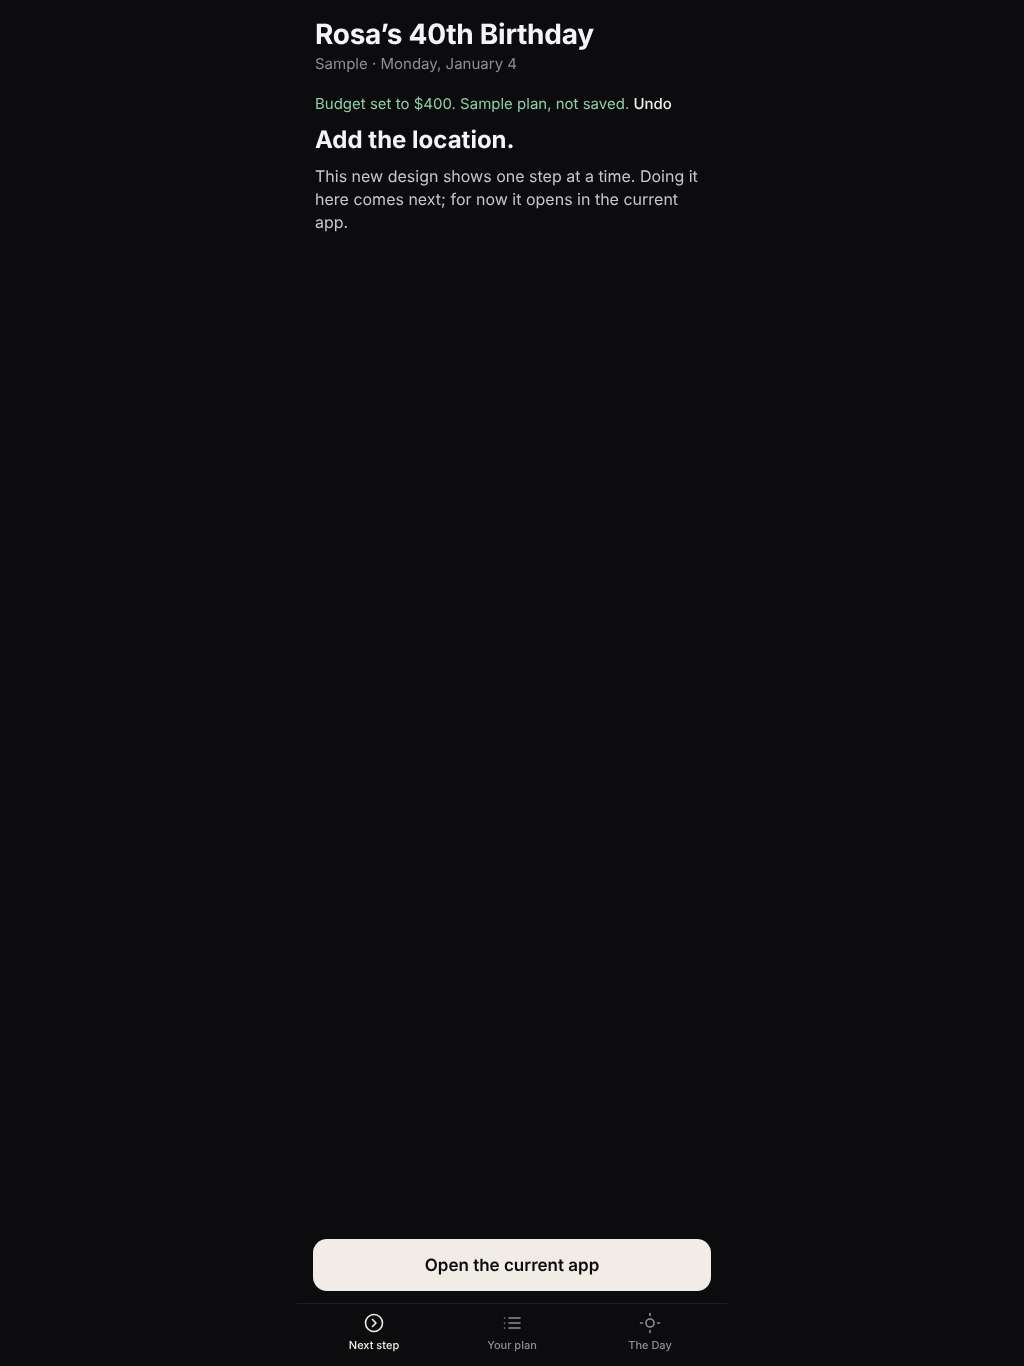 Rosa’s 40th Birthday
Sample · Monday, January 4
Budget set to $400. Sample plan, not saved. Undo
Add the location.
This new design shows one step at a time. Doing it
here comes next; for now it opens in the current
app.
Open the current app
Next step
Your plan
The Day